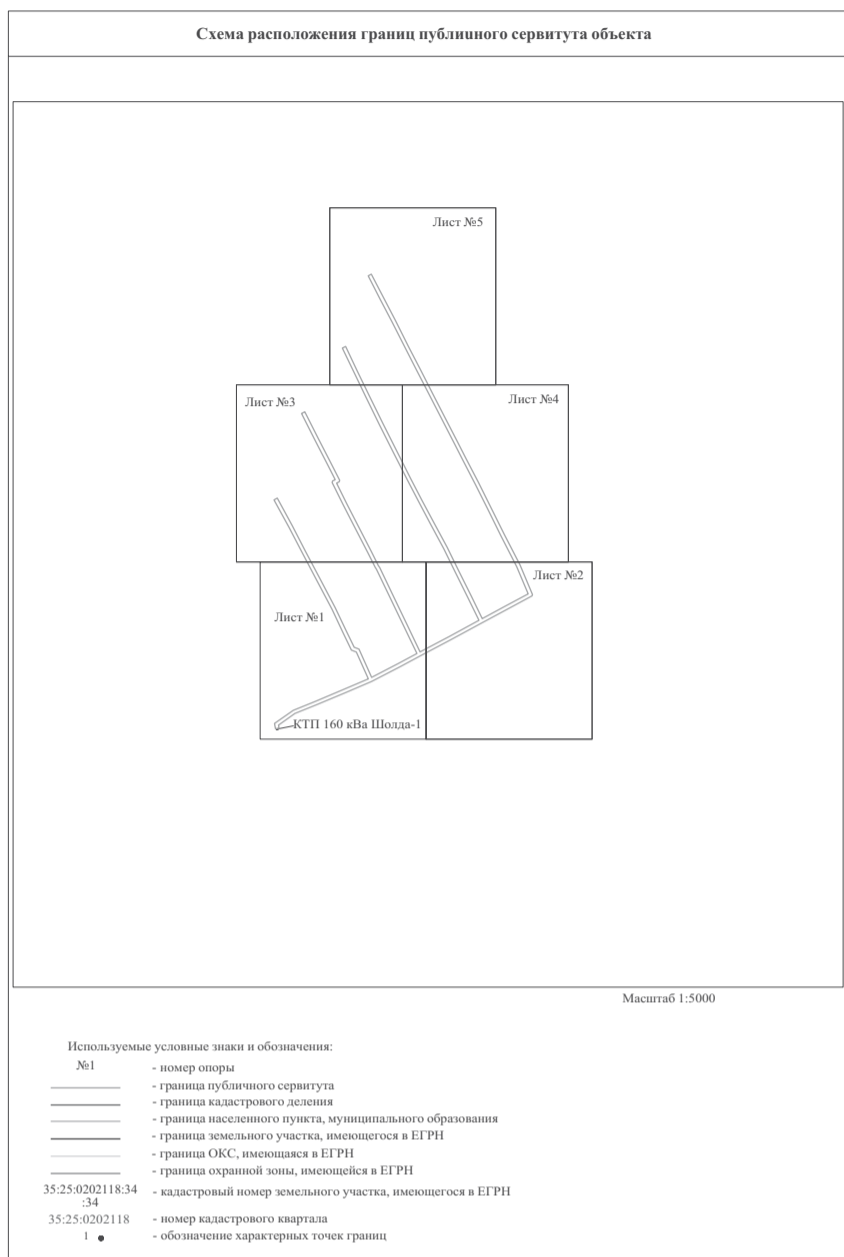 Схема расположения границ публиuного сервитута объекта
Лист №5
Лист №3
Лист №4
Лист №2
Лист №1
КТП 160 кВа Шолда-1
Масштаб 1:5000
Используемые условные знаки и обозначения:
№1 - номер опоры
- граница публичного сервитута
- граница кадастрового деления
- граница населенного пункта, муниципального образования
- граница земельного участка, имеющегося в ЕГРН
- граница ОКС, имеющаяся в ЕГРН
- граница охранной зоны, имеющейся в ЕГРН
35:25:0202118:34 - кадастровый номер земельного участка, имеющегося в ЕГРН
:34
35:25:0202118 - номер кадастрового квартала
1 - обозначение характерных точек границ